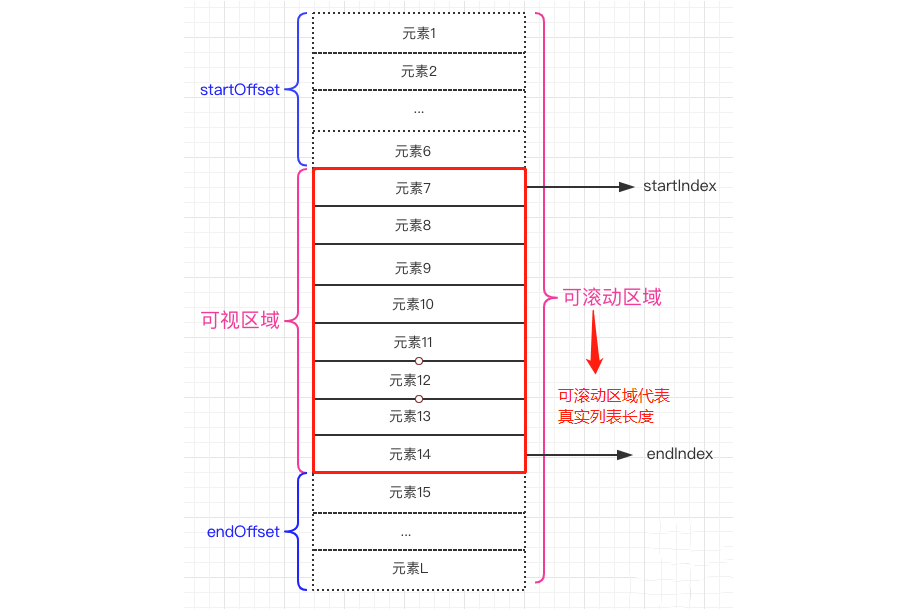 元素1
元素2
startOffset
...
元素6
元素7
startIndex
元素8
元素9
可滚动区域
元素10
可视区域
元素11
元素12
可滚动区域代表
真实列表长度
元素13
元素14
endIndex
元素15
endOffset
...
元素L